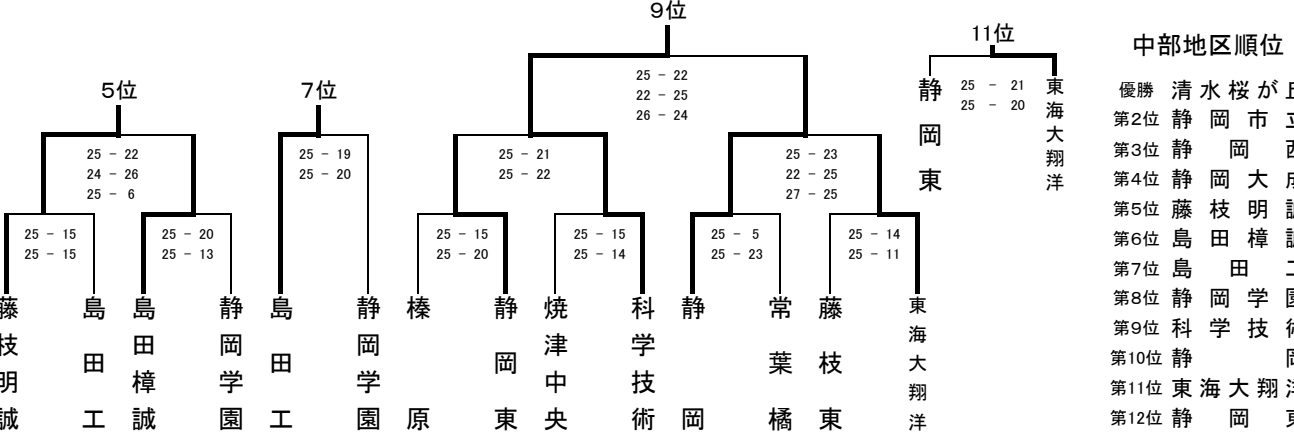 9位
11位
中部地区順位
5位
7位
25 - 22
22 - 25
26 - 24
静岡東
25 - 21
25 - 20
東海大翔洋
優勝 清水桜が丘
第2位 静岡市立
第3位 静岡西
第4位 静岡大成
第5位 藤枝明誠
第6位 島田樟誠
第7位 島田工
第8位 静岡学園
第9位 科学技術
第10位 静岡
第11位 東海大翔洋
第12位 静岡東
25 - 22
24 - 26
25 - 6
25 - 19
25 - 20
25 - 21
25 - 22
25 - 23
22 - 25
27 - 25
25 - 15
25 - 15
25 - 20
25 - 13
25 - 15
25 - 20
25 - 15
25 - 14
25 - 5
25 - 23
25 - 14
25 - 11
藤枝明誠
島田工
島田樟誠
静岡学園
島田工
静岡学園
榛原
静岡東
焼津中央
科学技術
静岡
常葉橘
藤枝東
東海大翔洋